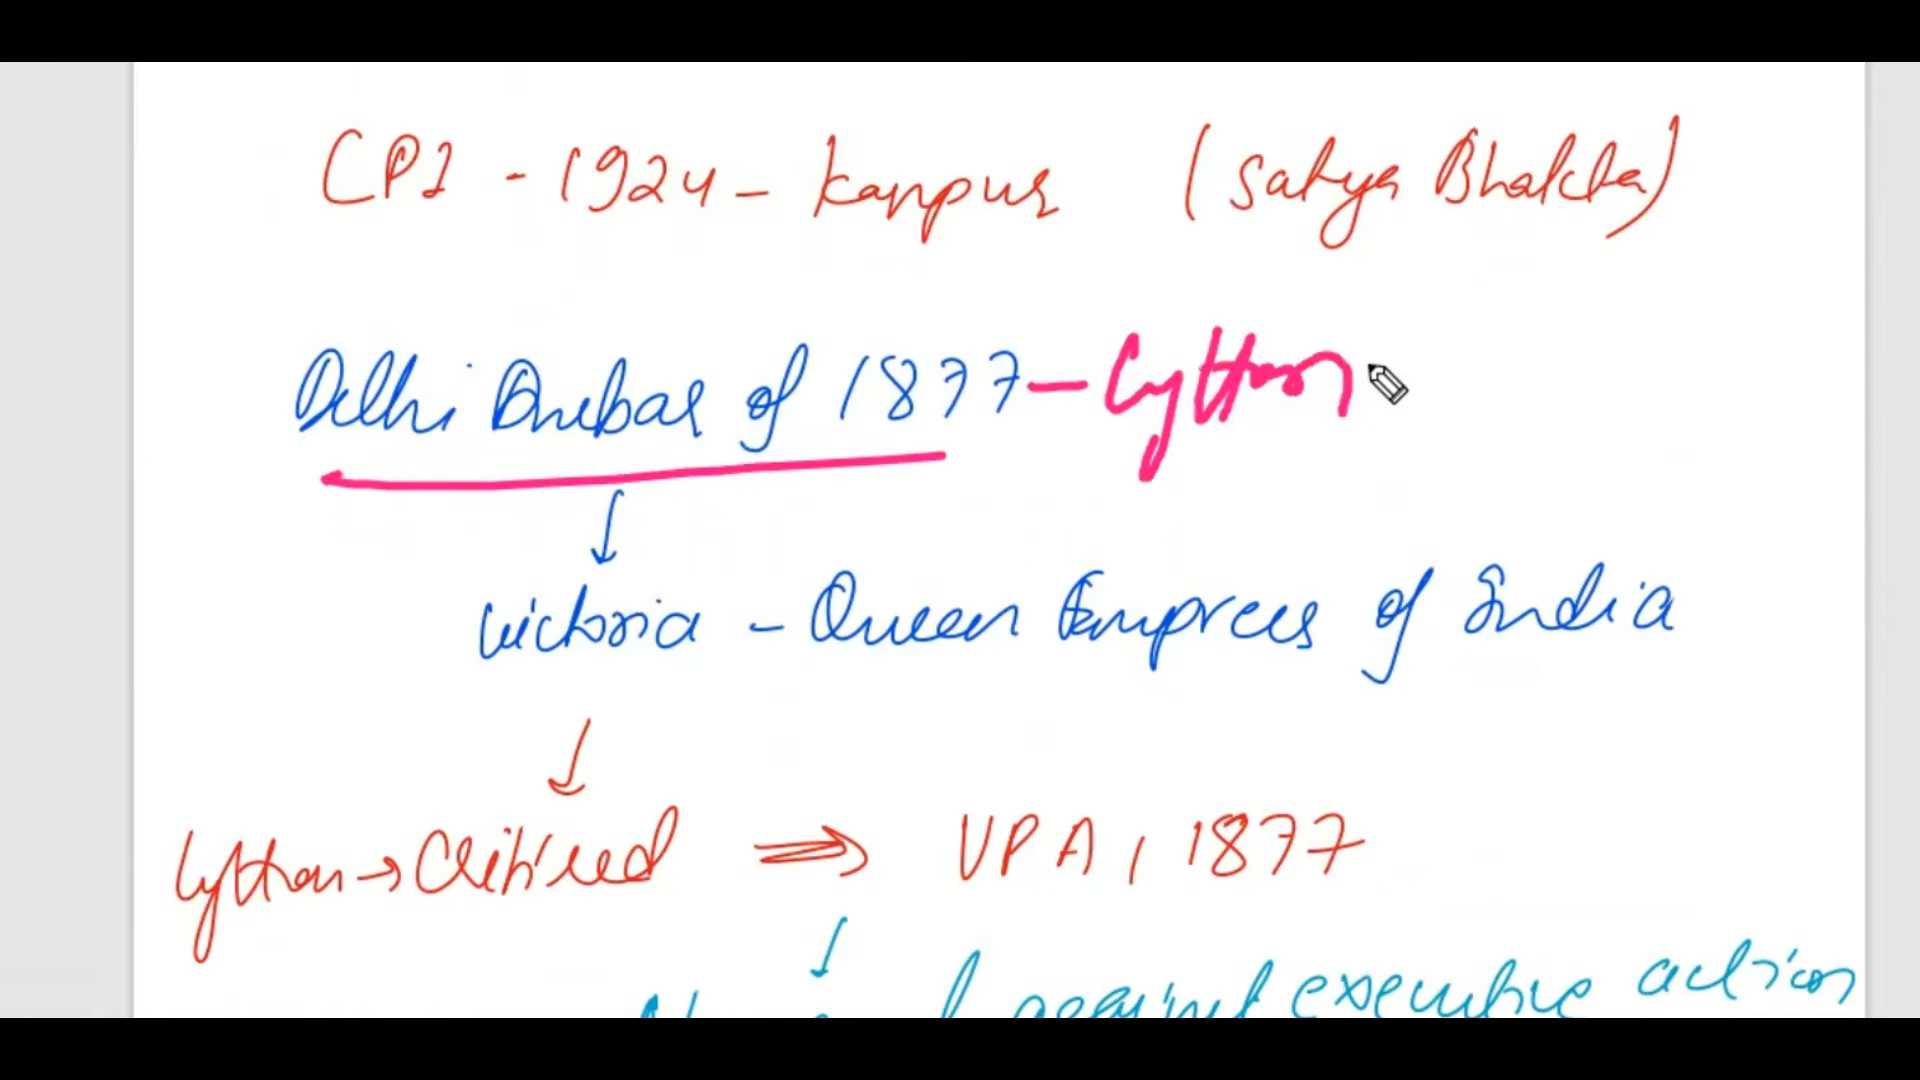 CPI - 1924 - Kanpur (Satya Bhakta)
Delhi Durbar of 1877 - Lytton
↓
Victoria - Queen Empress of India
↓
Lytton → Criticised ⇒ VPA, 1877
↓
against executive action